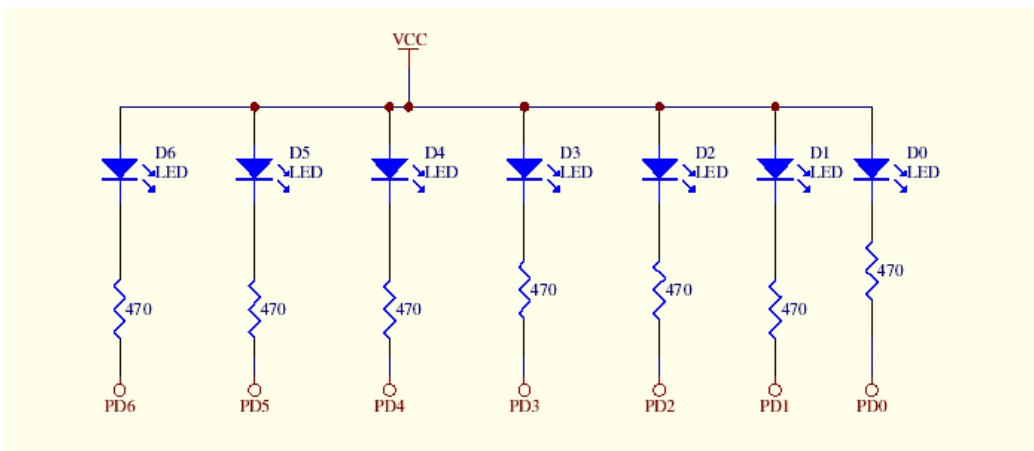 VCC
D6 D5 D4 D3 D2 D1 D0
LED LED LED LED LED LED LED
470 470 470 470 470 470 470
PD6 PD5 PD4 PD3 PD2 PD1 PD0